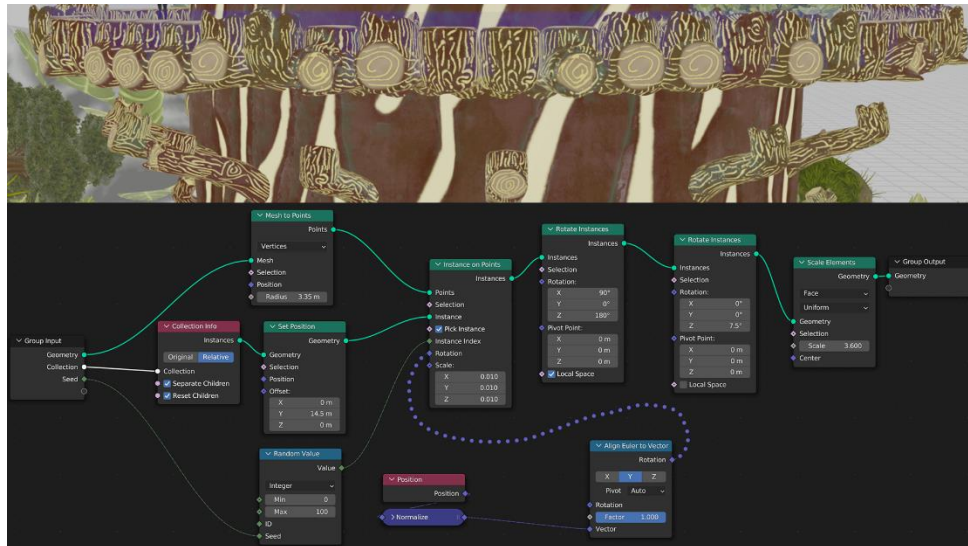 Mesh to Points
Points
Vertices
Mesh
Selection
Position
Radius 3.35 m
Group Input
Geometry
Collection
Seed
Collection Info
Instances
Original Relative
Collection
Separate Children
Reset Children
Set Position
Geometry
Geometry
Selection
Position
Offset:
X 0 m
Y 14.5 m
Z 0 m
Random Value
Value
Integer
Min 0
Max 100
ID
Seed
Instance on Points
Instances
Points
Selection
Instance
Pick Instance
Instance Index
Rotation
Scale:
X 0.010
Y 0.010
Z 0.010
Position
Position
Normalize
Rotate Instances
Instances
Instances
Selection
Rotation:
X 90°
Y 0°
Z 180°
Pivot Point:
X 0 m
Y 0 m
Z 0 m
Local Space
Align Euler to Vector
Rotation
X Y Z
Pivot Auto
Rotation
Factor 1.000
Vector
Rotate Instances
Instances
Instances
Selection
Rotation:
X 0°
Y 0°
Z 7.5°
Pivot Point:
X 0 m
Y 0 m
Z 0 m
Local Space
Scale Elements
Geometry
Face
Uniform
Geometry
Selection
Scale 3.600
Center
Group Output
Geometry